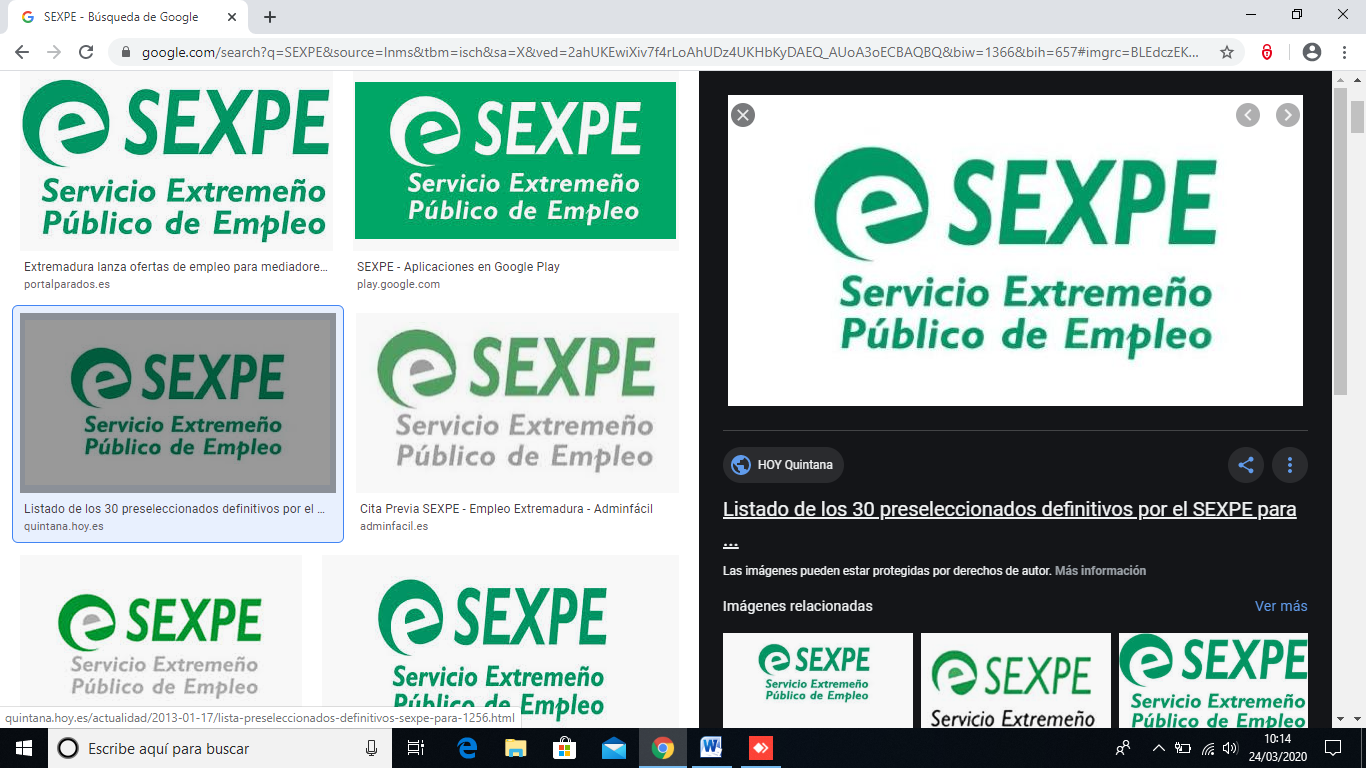 SEXPE - Búsqueda de Google
google.com/search?q=SEXPE&source=lnms&tbm=isch&sa=X&ved=2ahUKEwiXiv7f4rLoAhUDz4UKHbKyDAEQ_AUoA3oECBAQBQ&biw=1366&bih=657#imgrc=BLEdczEK...
SEXPE
Servicio Extremeño
Público de Empleo
Extremadura lanza ofertas de empleo para mediadore...
portalparados.es
SEXPE
Servicio Extremeño
Público de Empleo
SEXPE - Aplicaciones en Google Play
play.google.com
SEXPE
Servicio Extremeño
Público de Empleo
Listado de los 30 preseleccionados definitivos por el ...
quintana.hoy.es
SEXPE
Servicio Extremeño
Público de Empleo
Cita Previa SEXPE - Empleo Extremadura - Adminfácil
adminfacil.es
SEXPE
Servicio Extremeño
Público de Empleo
SEXPE
Servicio Extremeño
Público de Empleo
quintana.hoy.es/actualidad/2013-01-17/lista-preseleccionados-definitivos-sexpe-para-1256.html
SEXPE
Servicio Extremeño
Público de Empleo
HOY Quintana
Listado de los 30 preseleccionados definitivos por el SEXPE para
...
Las imágenes pueden estar protegidas por derechos de autor. Más información
Imágenes relacionadas
Ver más
SEXPE
Servicio Extremeño
Público de Empleo
SEXPE
Servicio Extremeño
SEXPE
Servicio Extremeño
Público de Empleo
Escribe aquí para buscar
10:14
24/03/2020